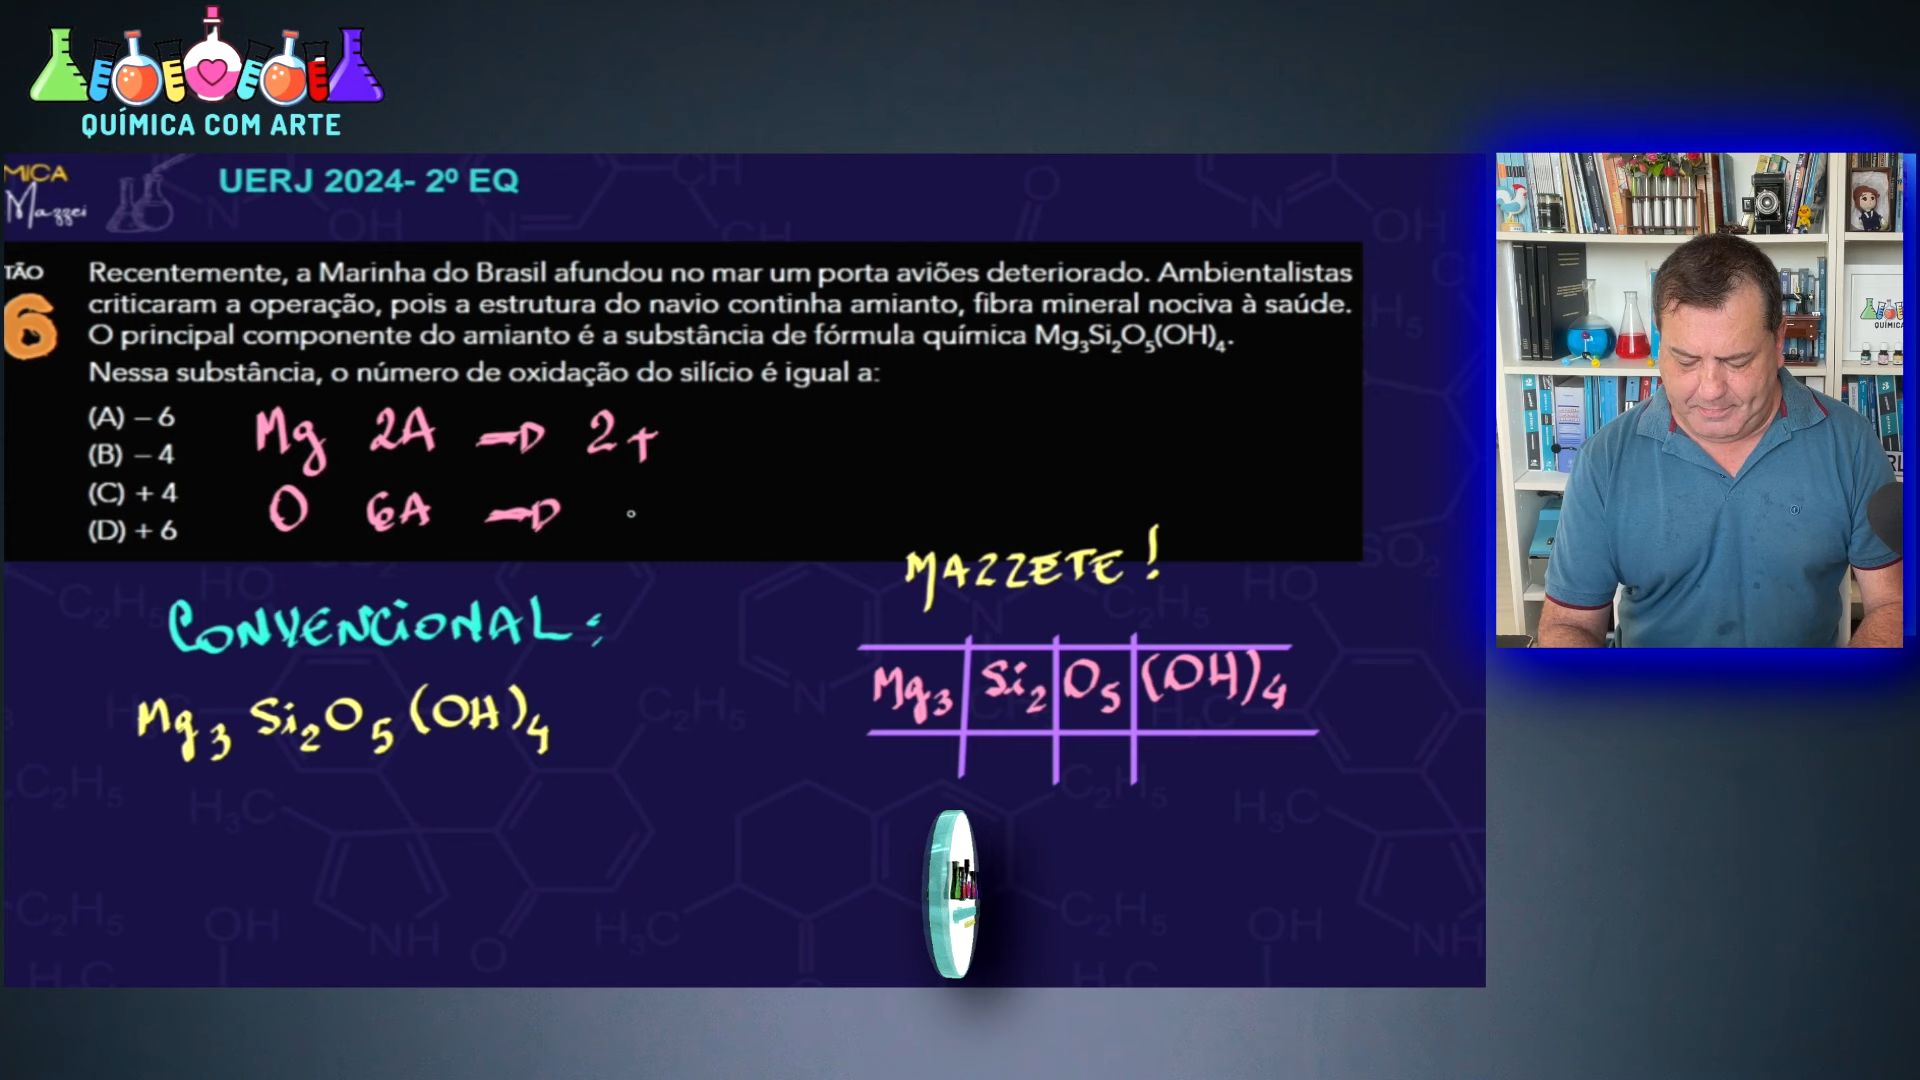 QUÍMICA COM ARTE
MICA
Mazzei
UERJ 2024- 2º EQ
TÃO
6
Recentemente, a Marinha do Brasil afundou no mar um porta aviões deteriorado. Ambientalistas
criticaram a operação, pois a estrutura do navio continha amianto, fibra mineral nociva à saúde.
O principal componente do amianto é a substância de fórmula química Mg₃Si₂O₅(OH)₄.
Nessa substância, o número de oxidação do silício é igual a:
(A) – 6
(B) – 4
(C) + 4
(D) + 6
Mg 2A ⇒ 2+
O 6A ⇒
MAZZETE!
CONVENCIONAL:
Mg₃ Si₂O₅ (OH)₄
Mg₃ Si₂ O₅ (OH)₄